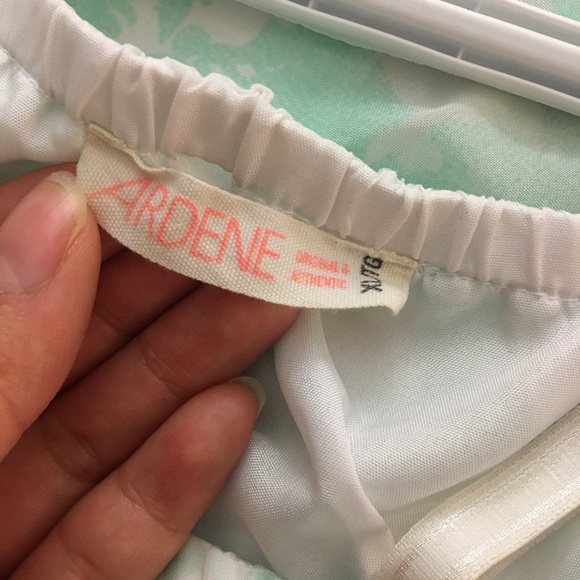 ARDENE
ORIGINAL &
AUTHENTIC
XL/TG